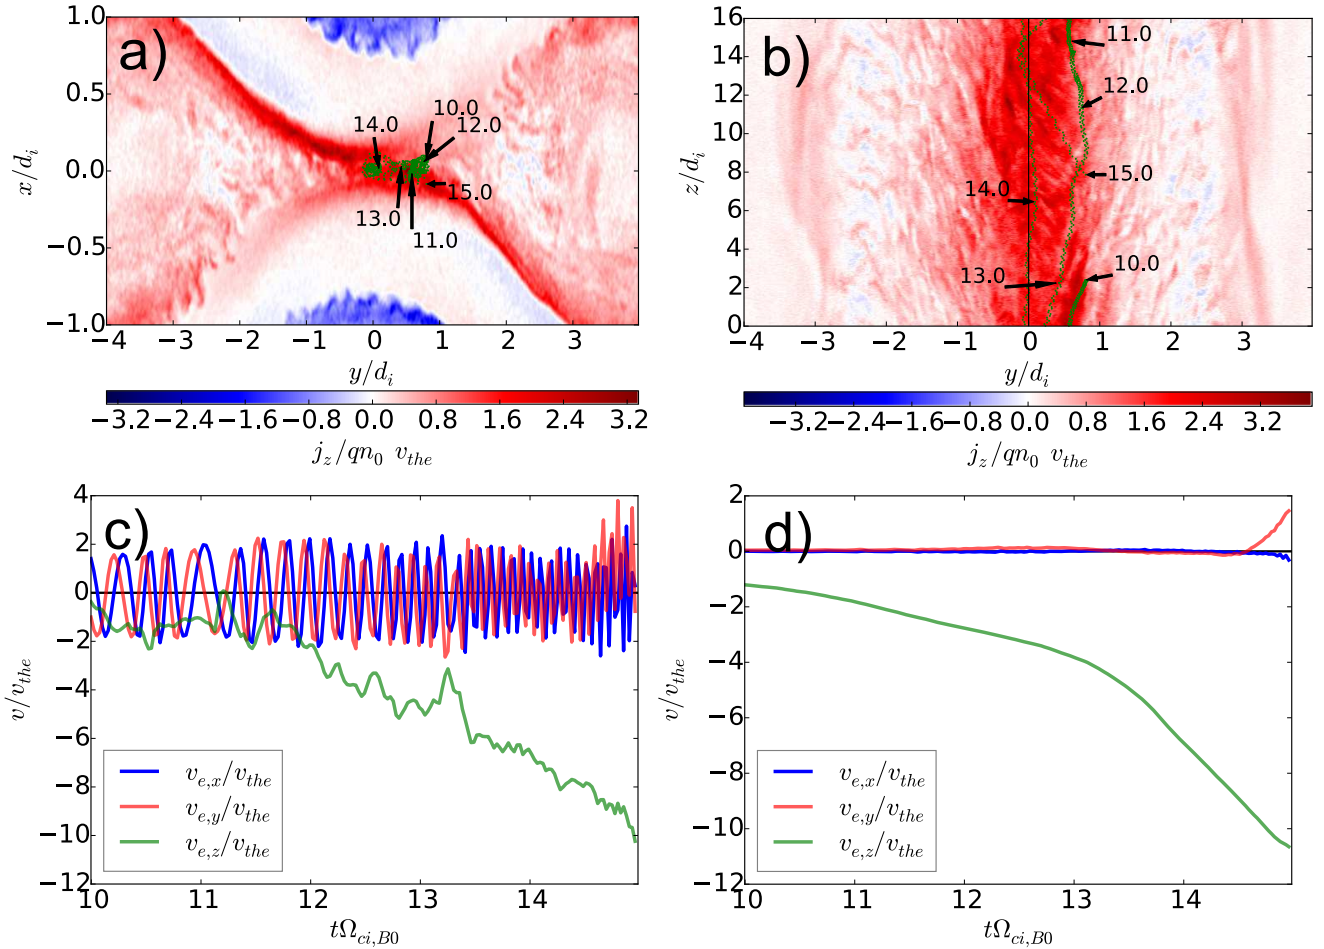 a)
1.0
0.5
0.0
−0.5
−1.0
x/d_i
14.0
10.0
12.0
15.0
13.0
11.0
−4 −3 −2 −1 0 1 2 3
y/d_i
−3.2 −2.4 −1.6 −0.8 0.0 0.8 1.6 2.4 3.2
j_z/qn_0 v_the
b)
16
14
12
10
8
6
4
2
0
z/d_i
11.0
12.0
15.0
14.0
13.0
10.0
−4 −3 −2 −1 0 1 2 3
y/d_i
−3.2 −2.4 −1.6 −0.8 0.0 0.8 1.6 2.4 3.2
j_z/qn_0 v_the
c)
4
2
0
−2
−4
−6
−8
−10
−12
v/v_the
v_e,x/v_the
v_e,y/v_the
v_e,z/v_the
10 11 12 13 14
tΩ_ci,B0
d)
2
0
−2
−4
−6
−8
−10
−12
v/v_the
v_e,x/v_the
v_e,y/v_the
v_e,z/v_the
10 11 12 13 14
tΩ_ci,B0